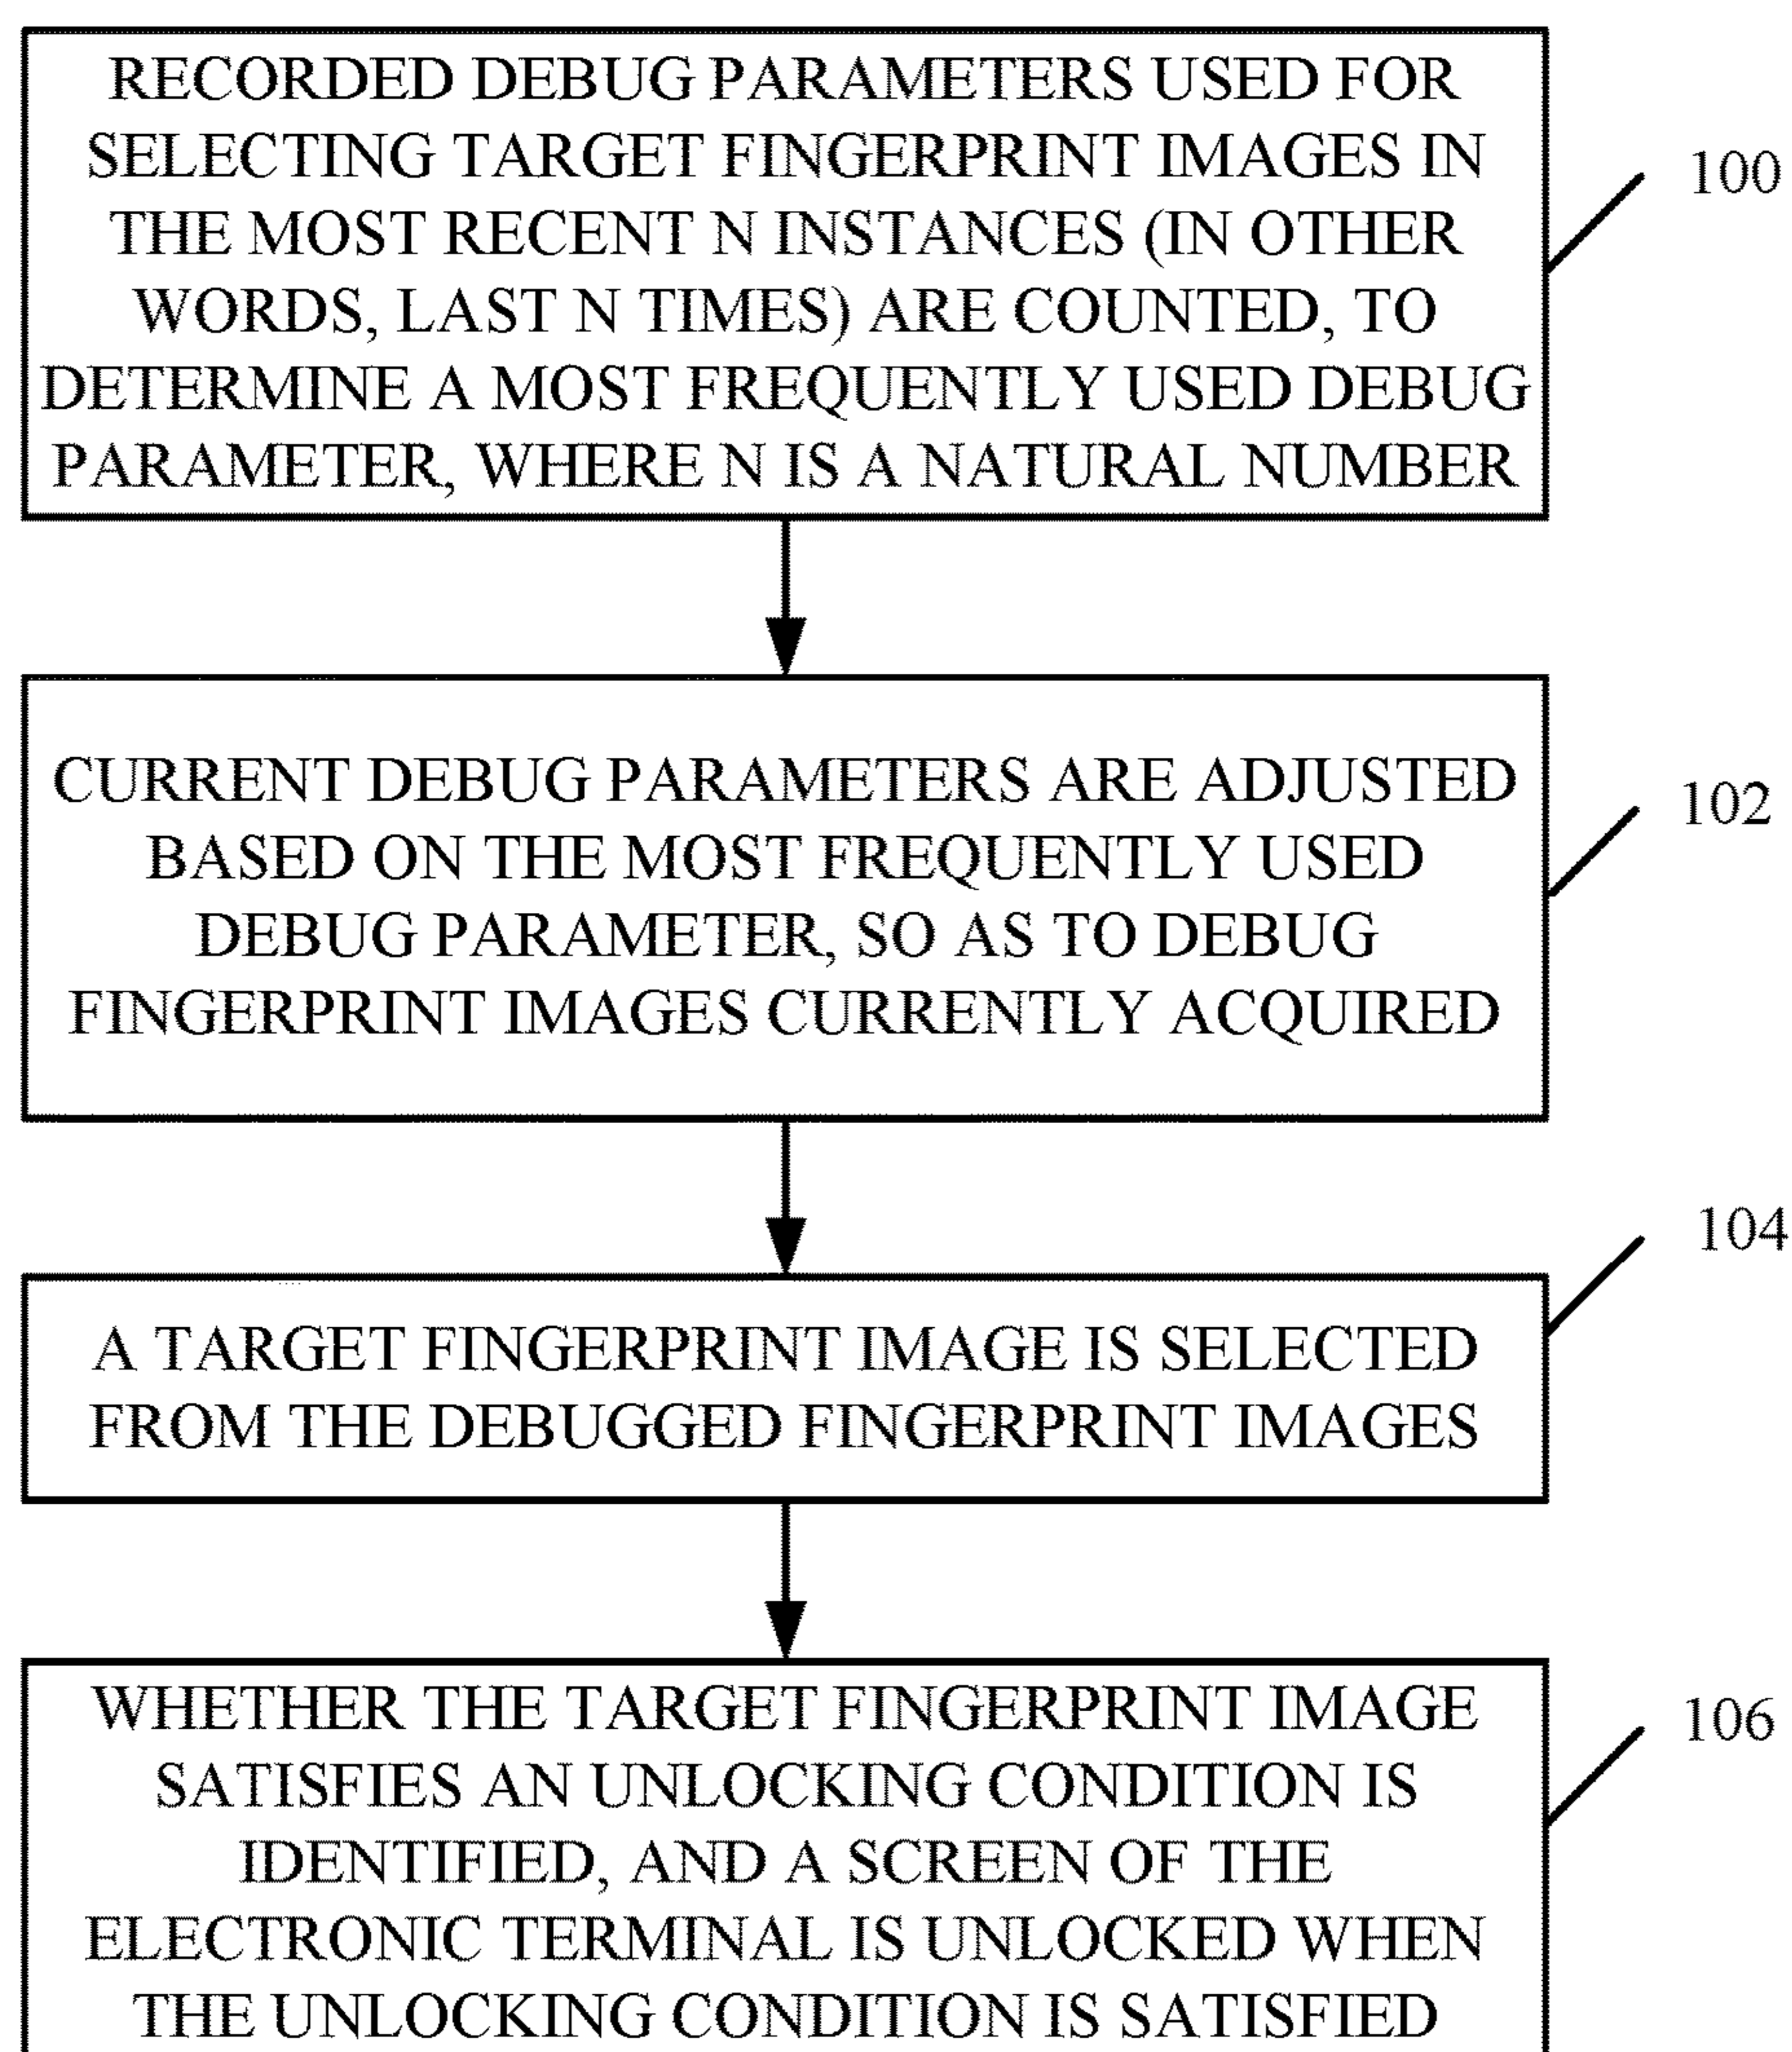 RECORDED DEBUG PARAMETERS USED FOR
SELECTING TARGET FINGERPRINT IMAGES IN
THE MOST RECENT N INSTANCES (IN OTHER
WORDS, LAST N TIMES) ARE COUNTED, TO
DETERMINE A MOST FREQUENTLY USED DEBUG
PARAMETER, WHERE N IS A NATURAL NUMBER
100
CURRENT DEBUG PARAMETERS ARE ADJUSTED
BASED ON THE MOST FREQUENTLY USED
DEBUG PARAMETER, SO AS TO DEBUG
FINGERPRINT IMAGES CURRENTLY ACQUIRED
102
A TARGET FINGERPRINT IMAGE IS SELECTED
FROM THE DEBUGGED FINGERPRINT IMAGES
104
WHETHER THE TARGET FINGERPRINT IMAGE
SATISFIES AN UNLOCKING CONDITION IS
IDENTIFIED, AND A SCREEN OF THE
ELECTRONIC TERMINAL IS UNLOCKED WHEN
THE UNLOCKING CONDITION IS SATISFIED
106